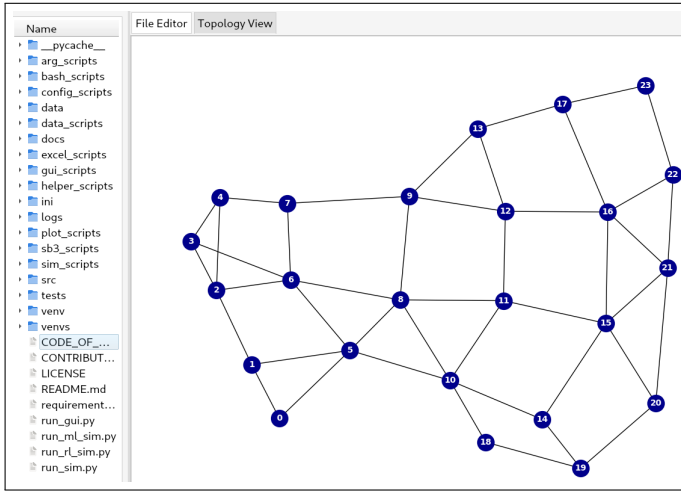 Name
__pycache__
arg_scripts
bash_scripts
config_scripts
data
data_scripts
docs
excel_scripts
gui_scripts
helper_scripts
ini
logs
plot_scripts
sb3_scripts
sim_scripts
src
tests
venv
venvs
CODE_OF_...
CONTRIBUT...
LICENSE
README.md
requirement...
run_gui.py
run_ml_sim.py
run_rl_sim.py
run_sim.py
File Editor
Topology View
23
17
13
22
4
7
9
12
16
3
21
6
2
8
11
15
5
1
10
20
0
14
18
19